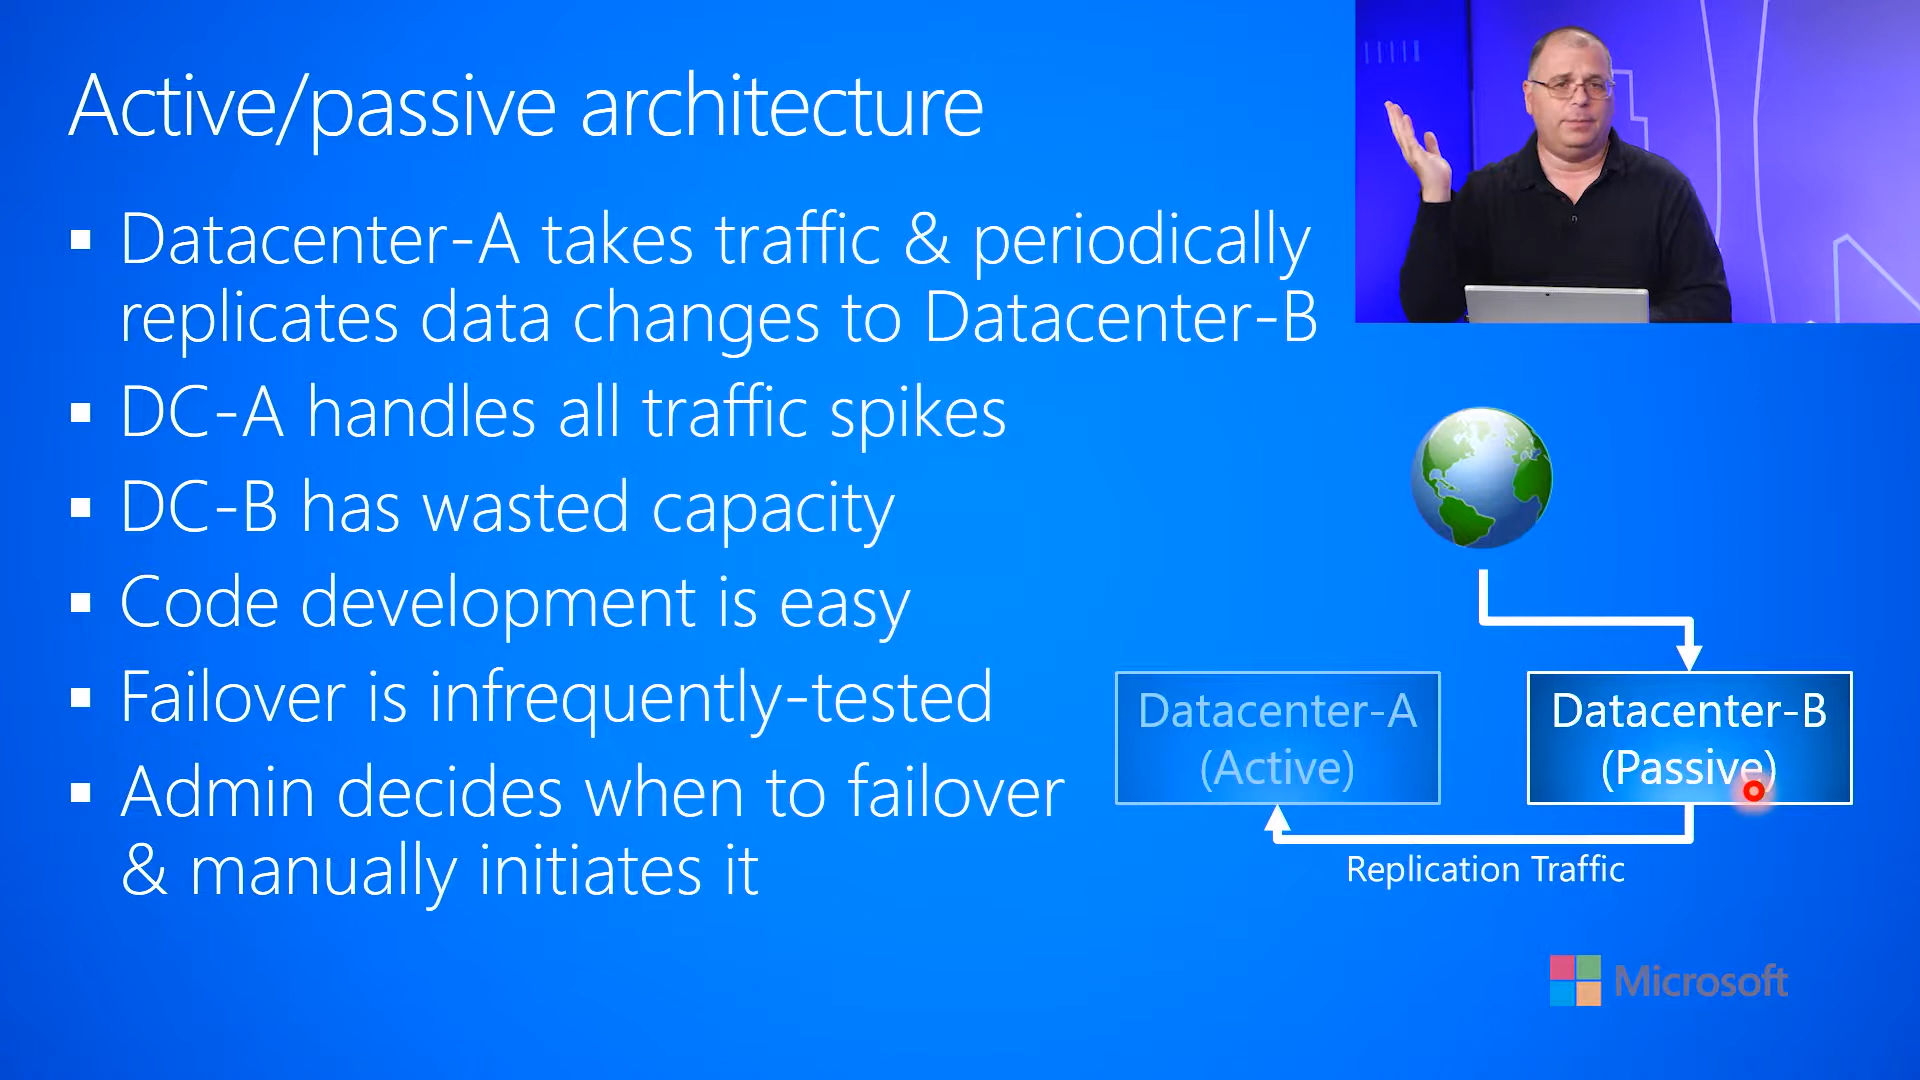 Active/passive architecture
▪ Datacenter-A takes traffic & periodically
replicates data changes to Datacenter-B
▪ DC-A handles all traffic spikes
▪ DC-B has wasted capacity
▪ Code development is easy
▪ Failover is infrequently-tested
▪ Admin decides when to failover
& manually initiates it
Datacenter-A
(Active)
Datacenter-B
(Passive)
Replication Traffic
Microsoft